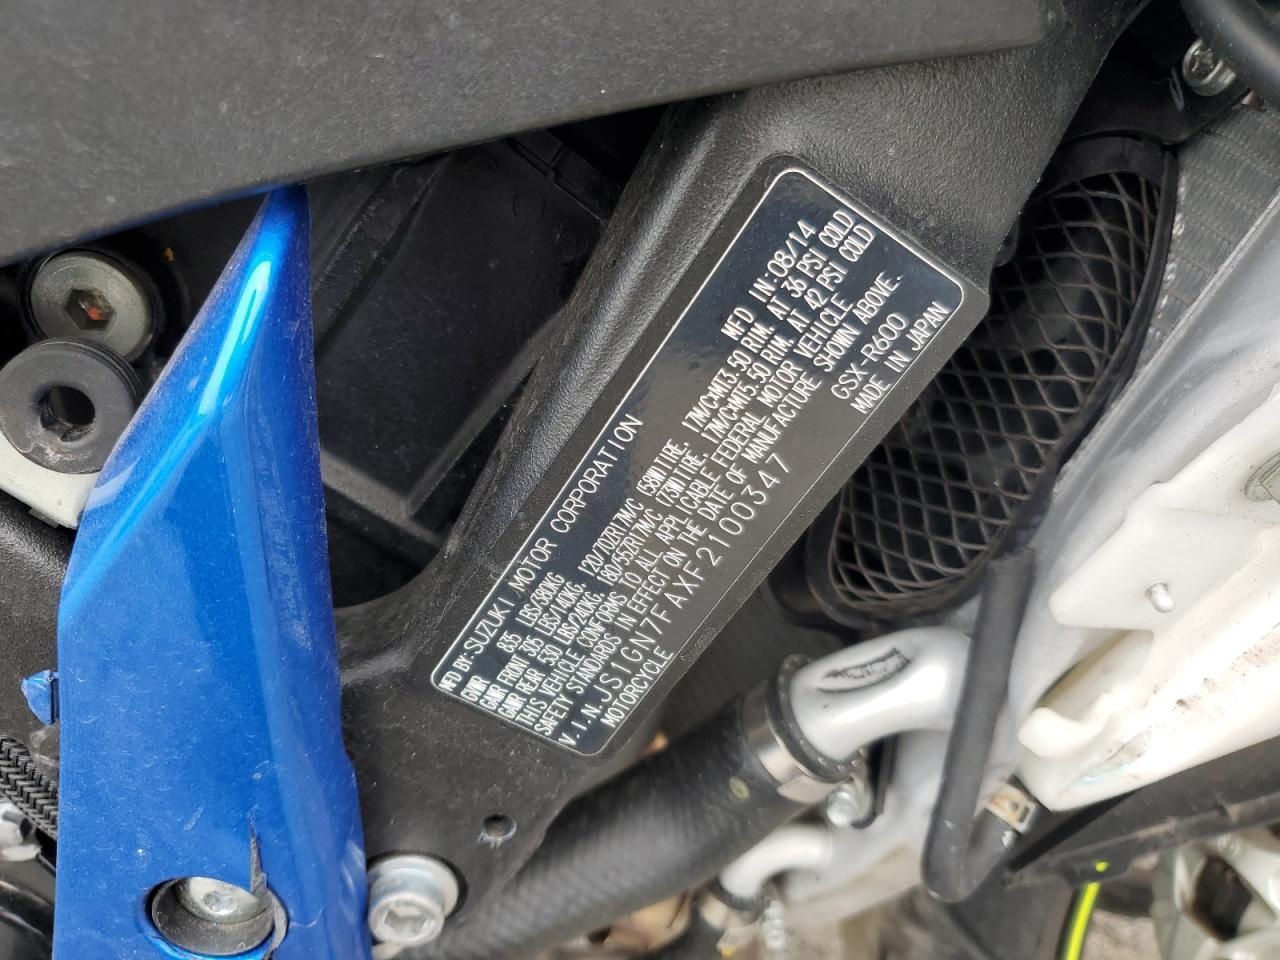 MFD BY:SUZUKI MOTOR CORPORATION MFD IN:08/14
GVWR 835 LBS/380KG
GAWR FRONT 305 LBS/140KG. 120/70ZR17M/C (58W)TIRE. 17M/CXMT3.50 RIM. AT 36 PSI COLD
GAWR REAR 530 LBS/240KG. 180/55ZR17M/C (73W)TIRE. 17M/CXMT5.50 RIM. AT 42 PSI COLD
THIS VEHICLE CONFORMS TO ALL APPLICABLE FEDERAL MOTOR VEHICLE
SAFETY STANDARDS IN EFFECT ON THE DATE OF MANUFACTURE SHOWN ABOVE.
V.I.N.JS1GN7FAXF2100347 GSX-R600
MOTORCYCLE MADE IN JAPAN